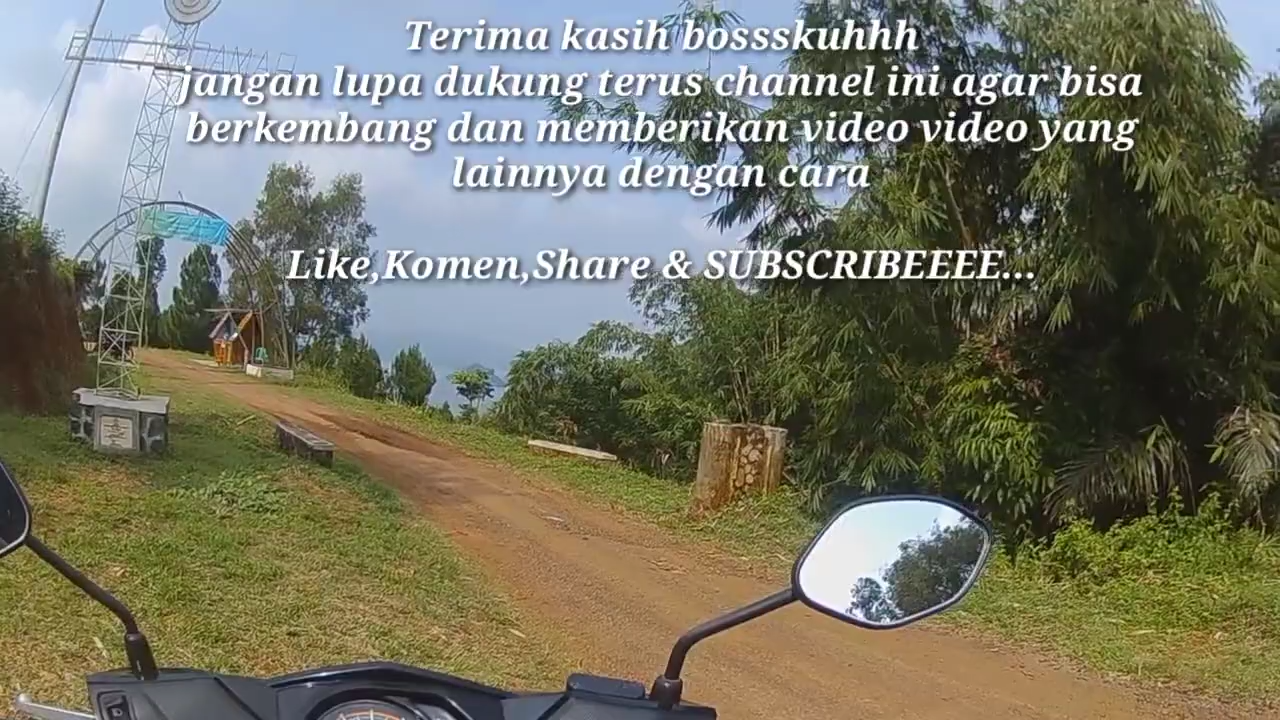 Terima kasih bossskuhhh
jangan lupa dukung terus channel ini agar bisa
berkembang dan memberikan video video yang
lainnya dengan cara
Like,Komen,Share & SUBSCRIBEEEE...